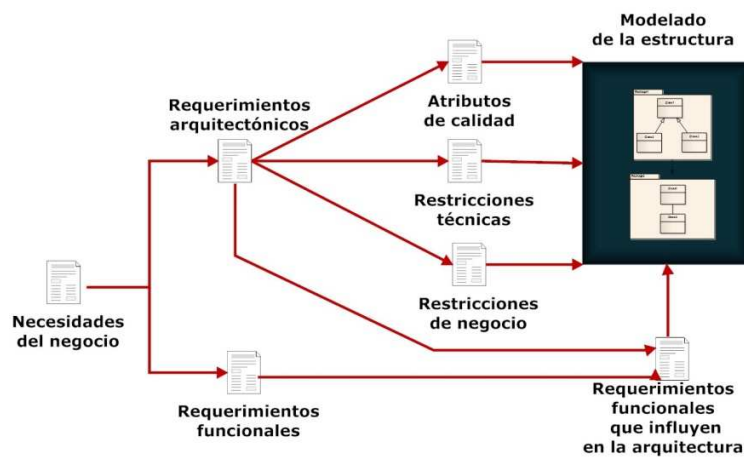 Modelado
de la estructura
Requerimientos
arquitectónicos
Atributos
de calidad
Restricciones
técnicas
Restricciones
de negocio
Necesidades
del negocio
Requerimientos
funcionales
Requerimientos
funcionales
que influyen
en la arquitectura